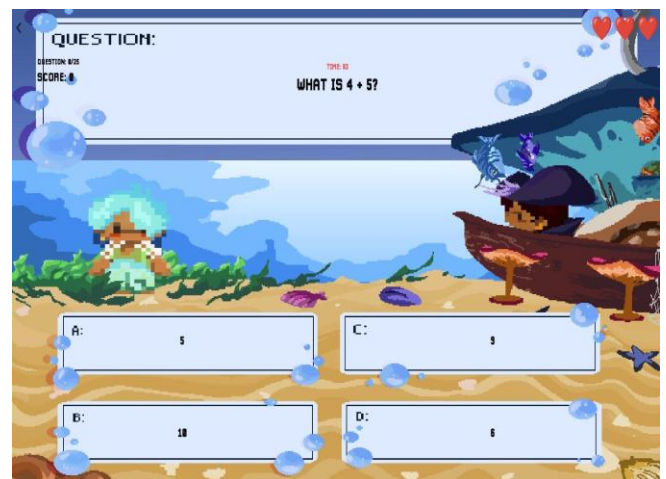 QUESTION:
QUESTION: 0/25
SCORE: 0
TIME: 10
WHAT IS 4 + 5?
A:
5
C:
9
B:
10
D:
6